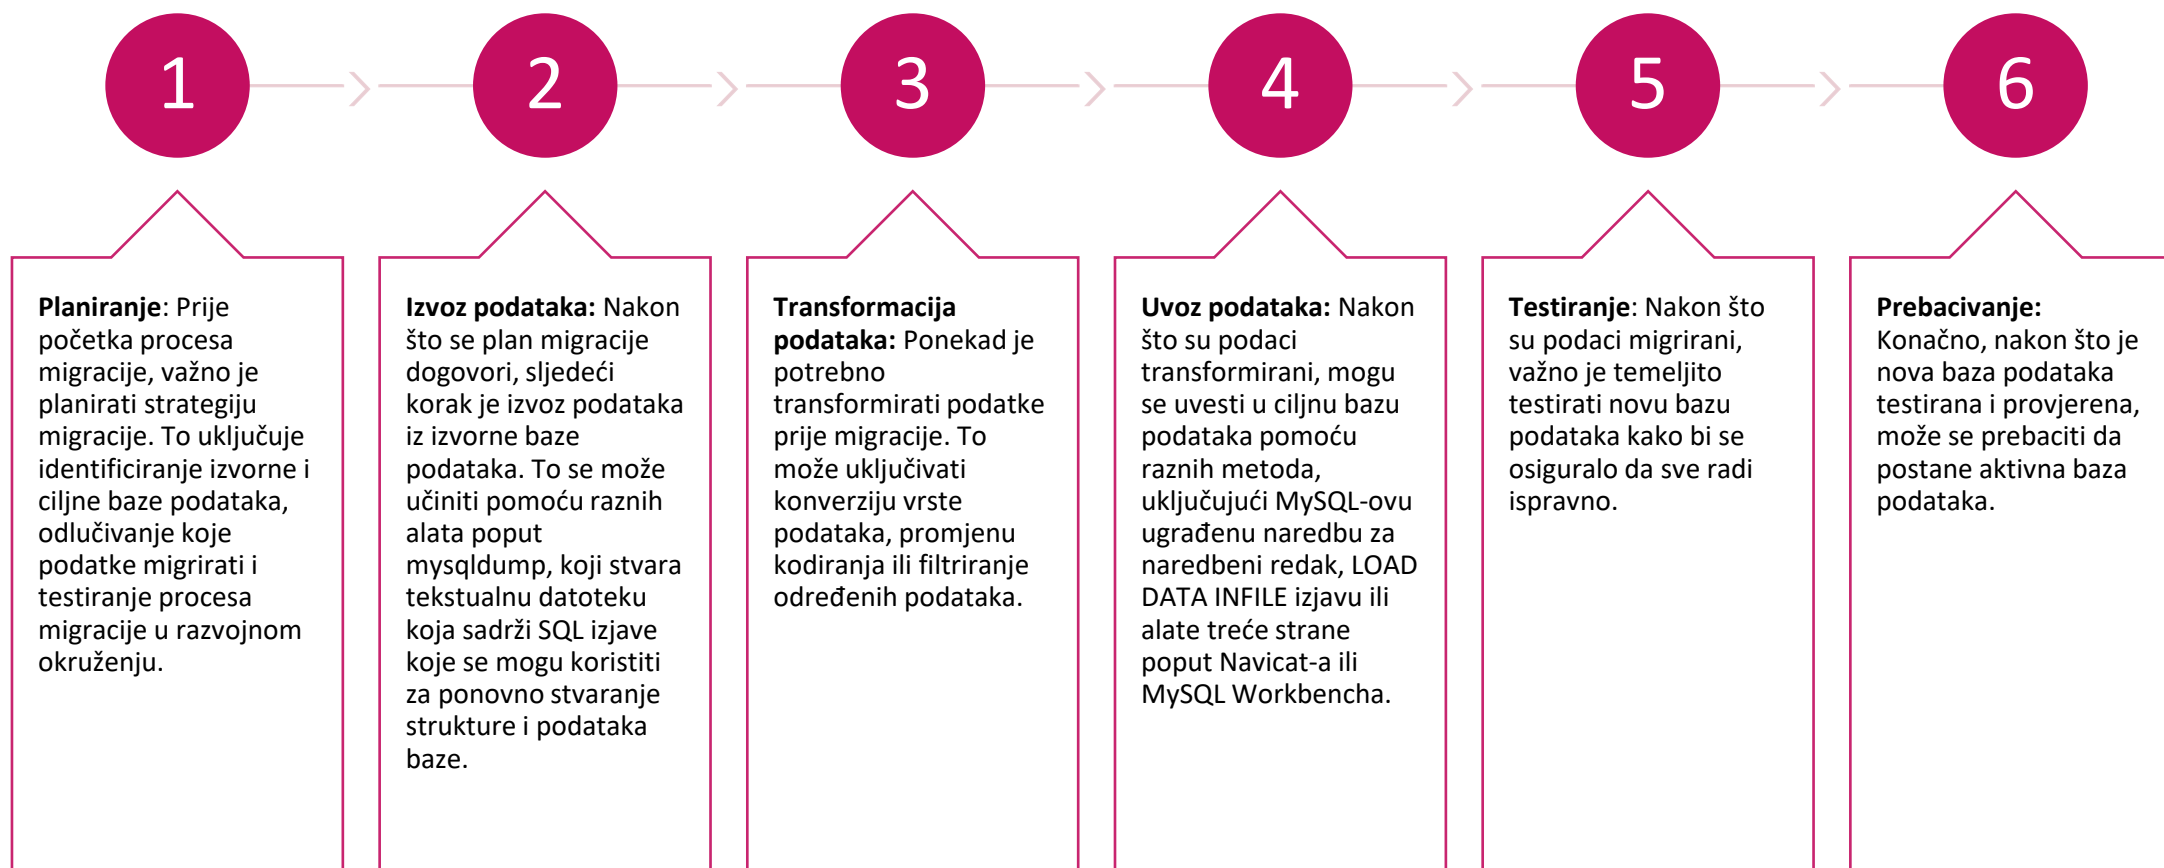 1
2
3
4
5
6
Planiranje: Prije
početka procesa
migracije, važno je
planirati strategiju
migracije. To uključuje
identificiranje izvorne i
ciljne baze podataka,
odlučivanje koje
podatke migrirati i
testiranje procesa
migracije u razvojnom
okruženju.
Izvoz podataka: Nakon
što se plan migracije
dogovori, sljedeći
korak je izvoz podataka
iz izvorne baze
podataka. To se može
učiniti pomoću raznih
alata poput
mysqldump, koji stvara
tekstualnu datoteku
koja sadrži SQL izjave
koje se mogu koristiti
za ponovno stvaranje
strukture i podataka
baze.
Transformacija
podataka: Ponekad je
potrebno
transformirati podatke
prije migracije. To
može uključivati
konverziju vrste
podataka, promjenu
kodiranja ili filtriranje
određenih podataka.
Uvoz podataka: Nakon
što su podaci
transformirani, mogu
se uvesti u ciljnu bazu
podataka pomoću
raznih metoda,
uključujući MySQL-ovu
ugrađenu naredbu za
naredbeni redak, LOAD
DATA INFILE izjavu ili
alate treće strane
poput Navicat-a ili
MySQL Workbencha.
Testiranje: Nakon što
su podaci migrirani,
važno je temeljito
testirati novu bazu
podataka kako bi se
osiguralo da sve radi
ispravno.
Prebacivanje:
Konačno, nakon što je
nova baza podataka
testirana i provjerena,
može se prebaciti da
postane aktivna baza
podataka.